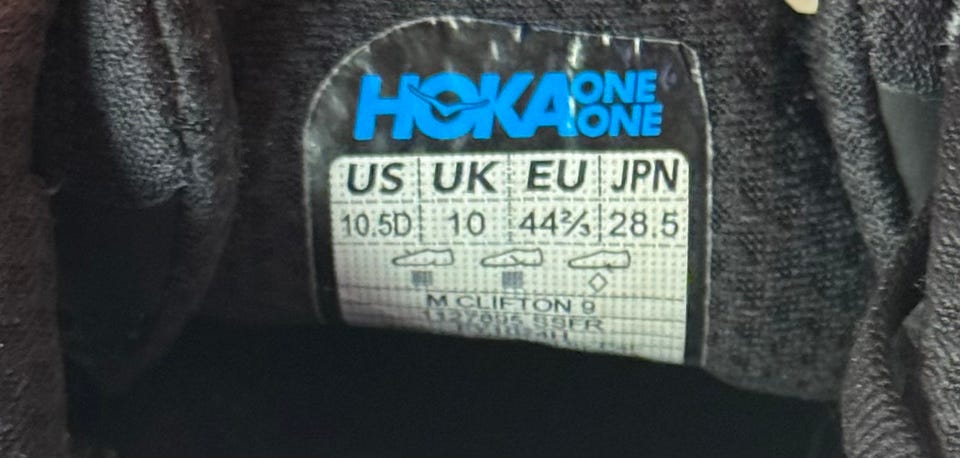 HOKA ONE ONE
US UK EU JPN
10.5D 10 44⅔ 28.5
M CLIFTON 9